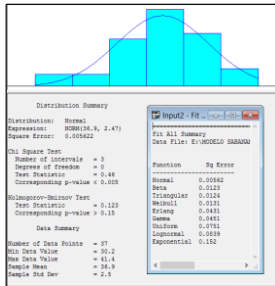 Distribution Summary
Distribution: Normal
Expression: NORM(36.9, 2.47)
Square Error: 0.005622
Chi Square Test
Number of intervals = 3
Degrees of freedom = 0
Test Statistic = 0.46
Corresponding p-value < 0.005
Kolmogorov-Smirnov Test
Test Statistic = 0.123
Corresponding p-value > 0.15
Data Summary
Number of Data Points = 37
Min Data Value = 30.2
Max Data Value = 41.4
Sample Mean = 36.9
Sample Std Dev = 2.5
Input2 - Fit ...
Fit All Summary
Data File: E:\MODELO SABANA
Function Sq Error
Normal 0.00562
Beta 0.0123
Triangular 0.0124
Weibull 0.0131
Erlang 0.0431
Gamma 0.0451
Uniform 0.0751
Lognormal 0.0839
Exponential 0.152